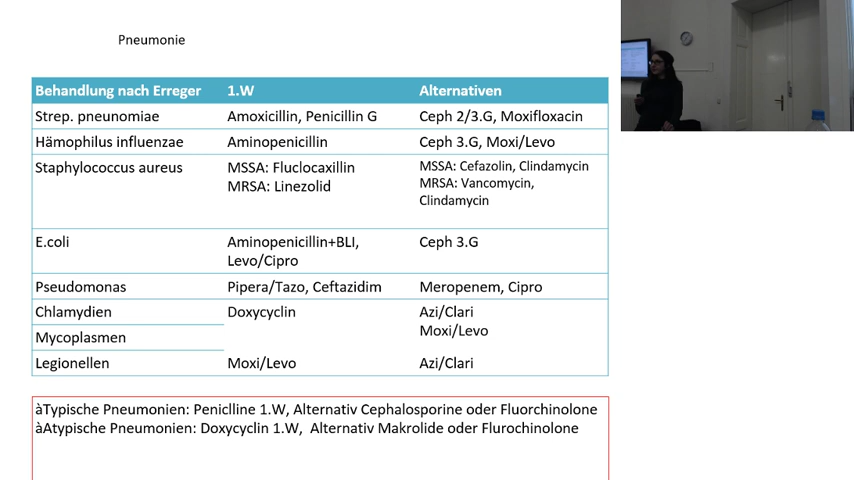 Pneumonie
Behandlung nach Erreger 1.W Alternativen
Strep. pneumoniae Amoxicillin, Penicillin G Ceph 2/3.G, Moxifloxacin
Hämophilus influenzae Aminopenicillin Ceph 3.G, Moxi/Levo
Staphylococcus aureus MSSA: Flucloxacillin MSSA: Cefazolin, Clindamycin
MRSA: Linezolid MRSA: Vancomycin,
Clindamycin
E.coli Aminopenicillin+BLI, Ceph 3.G
Levo/Cipro
Pseudomonas Pipera/Tazo, Ceftazidim Meropenem, Cipro
Chlamydien Doxycyclin Azi/Clari
Moxi/Levo
Mycoplasmen
Legionellen Moxi/Levo Azi/Clari
àTypische Pneumonien: Peniclline 1.W, Alternativ Cephalosporine oder Fluorchinolone
àAtypische Pneumonien: Doxycyclin 1.W, Alternativ Makrolide oder Flurochinolone